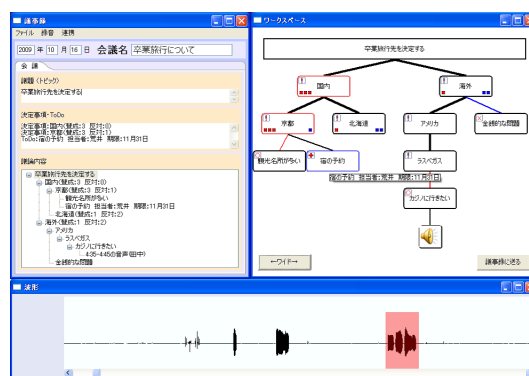 議事録
ファイル 録音 連携
2009 年 10 月 16 日 会議名 卒業旅行について
会 議
議題 (トピック)
卒業旅行先を決定する
決定事項・ToDo
決定事項:国内(賛成:3 反対:0)
決定事項:京都(賛成:3 反対:1)
ToDo:宿の予約 担当者:荒井 期限:11月31日
議論内容
卒業旅行先を決定する
国内(賛成:3 反対:0)
京都(賛成:3 反対:1)
観光名所が多い
宿の予約 担当者:荒井 期限:11月31日
北海道(賛成:1 反対:2)
海外(賛成:1 反対:2)
アメリカ
ラスベガス
カジノに行きたい
435-445の音声(田中)
金銭的な問題
ワークスペース
卒業旅行先を決定する
国内
海外
京都
北海道
アメリカ
金銭的な問題
観光名所が多い
宿の予約
ラスベガス
宿の予約 担当者:荒井 期限:11月31日
カジノに行きたい
←ワイド→
議事録に送る
波形